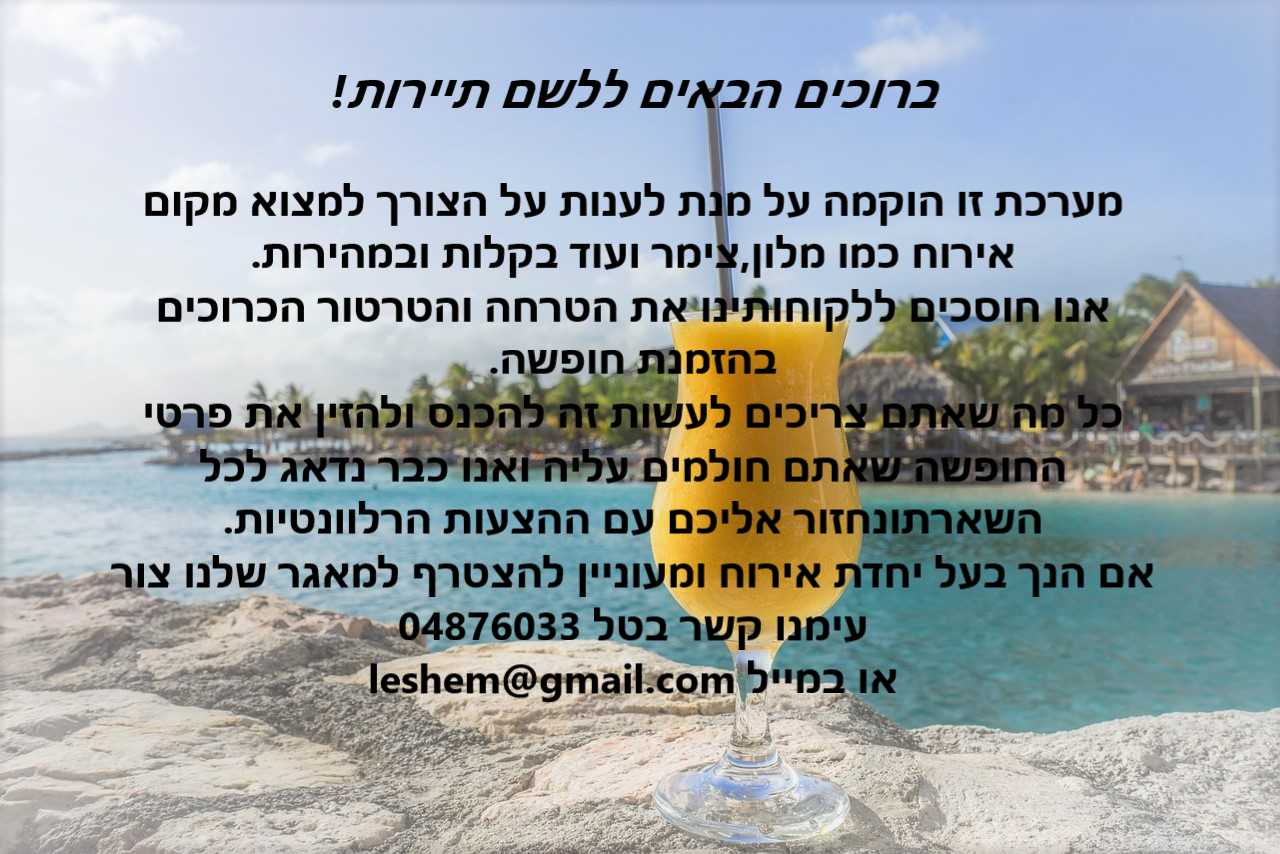 ברוכים הבאים ללשם תיירות!
מערכת זו הוקמה על מנת לענות על הצורך למצוא מקום
אירוח כמו מלון,צימר ועוד בקלות ובמהירות.
אנו חוסכים ללקוחותינו את הטרחה והטרטור הכרוכים
בהזמנת חופשה.
כל מה שאתם צריכים לעשות זה להכנס ולהזין את פרטי
החופשה שאתם חולמים עליה ואנו כבר נדאג לכל
השארתונחזור אליכם עם ההצעות הרלוונטיות.
אם הנך בעל יחדת אירוח ומעוניין להצטרף למאגר שלנו צור
עימנו קשר בטל 04876033
או במייל leshem@gmail.com